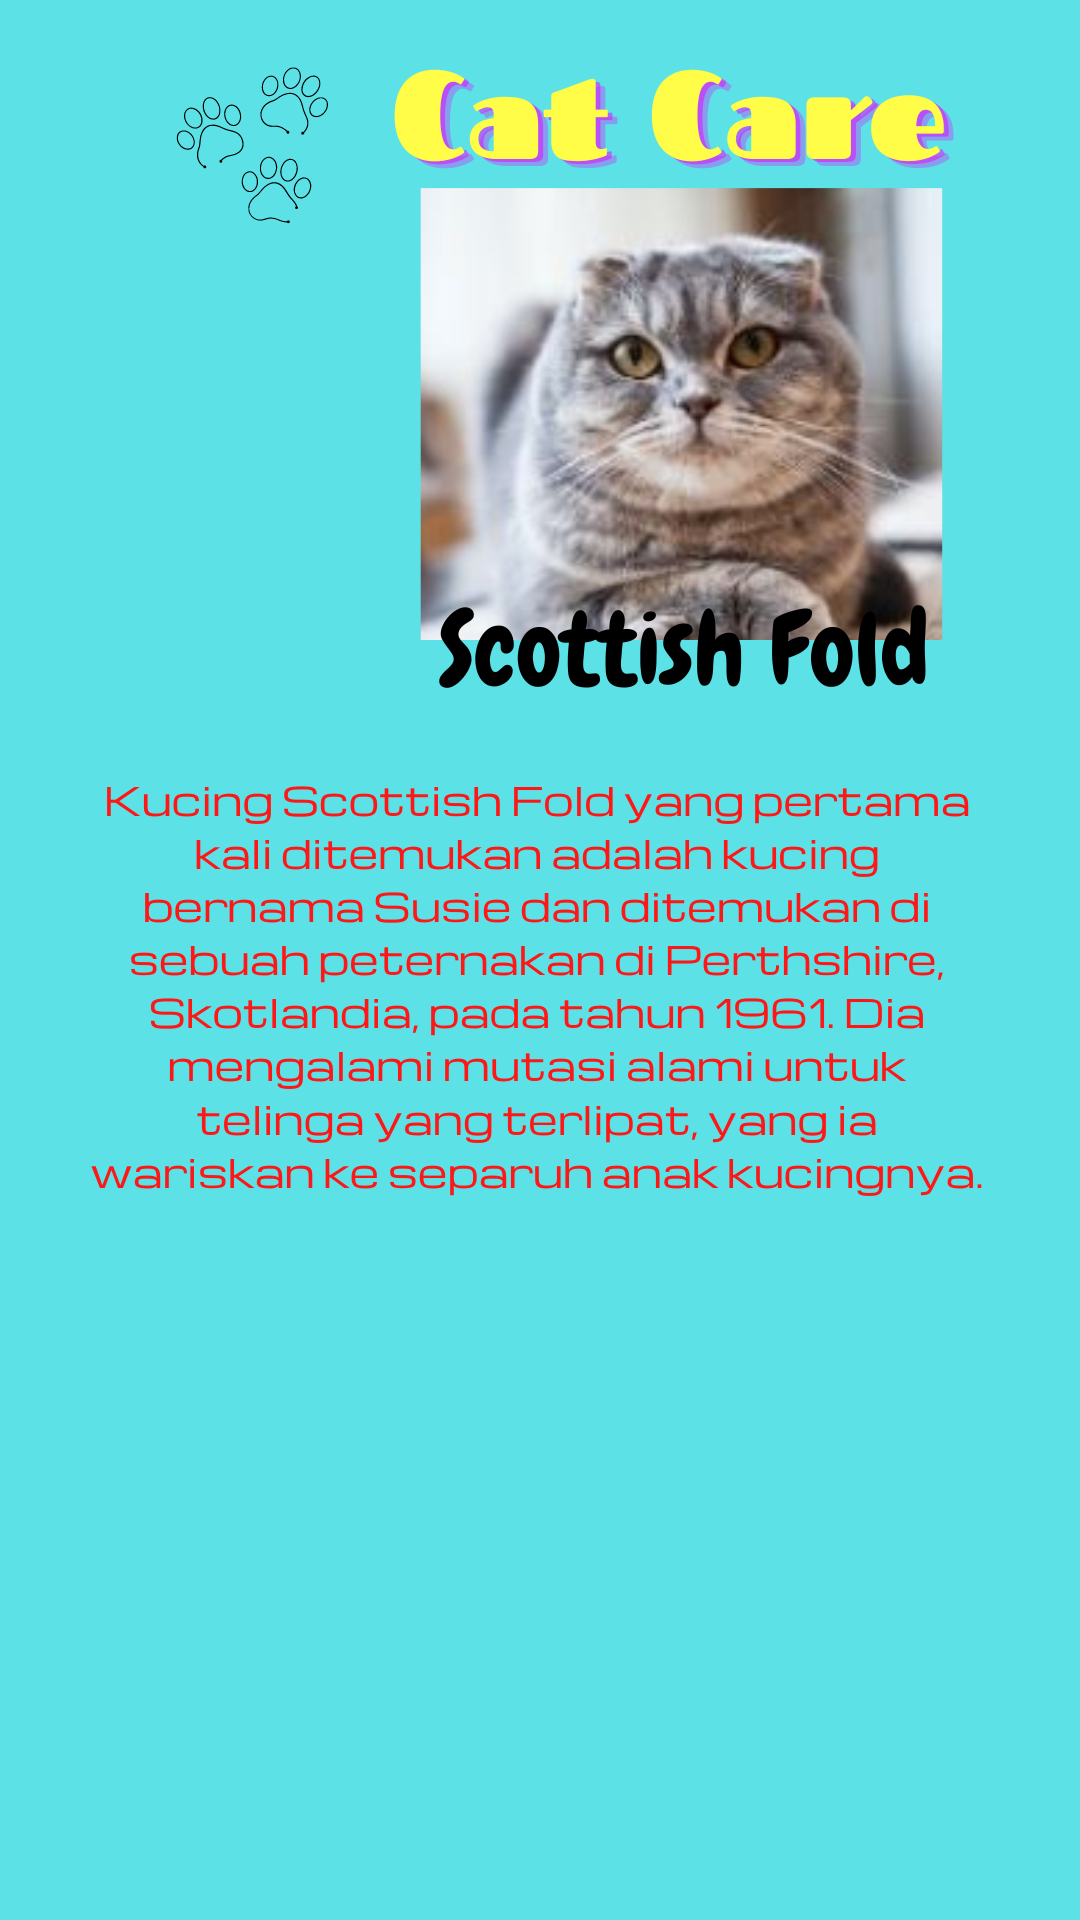 Cat Care
Scottish Fold
Kucing Scottish Fold yang pertama
kali ditemukan adalah kucing
bernama Susie dan ditemukan di
sebuah peternakan di Perthshire,
Skotlandia, pada tahun 1961. Dia
mengalami mutasi alami untuk
telinga yang terlipat, yang ia
wariskan ke separuh anak kucingnya.